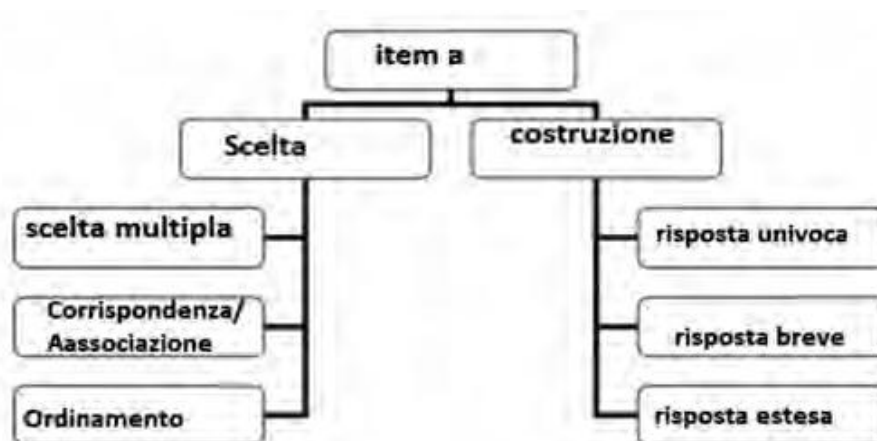 item a
Scelta
costruzione
scelta multipla
risposta univoca
Corrispondenza/
Aassociazione
risposta breve
Ordinamento
risposta estesa